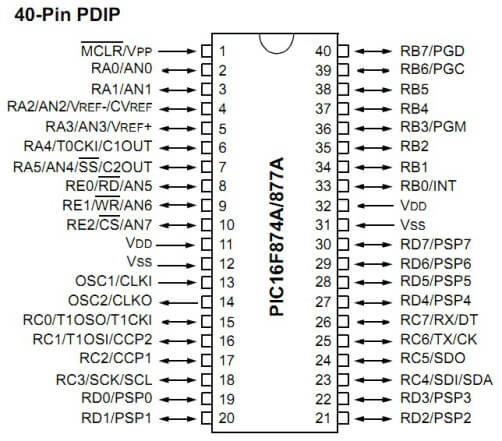 40-Pin PDIP
MCLR/VPP 1 40 RB7/PGD
RA0/AN0 2 39 RB6/PGC
RA1/AN1 3 38 RB5
RA2/AN2/VREF-/CVREF 4 37 RB4
RA3/AN3/VREF+ 5 36 RB3/PGM
RA4/T0CKI/C1OUT 6 35 RB2
RA5/AN4/SS/C2OUT 7 34 RB1
RE0/RD/AN5 8 33 RB0/INT
RE1/WR/AN6 9 32 VDD
RE2/CS/AN7 10 31 VSS
VDD 11 30 RD7/PSP7
VSS 12 29 RD6/PSP6
OSC1/CLKI 13 28 RD5/PSP5
OSC2/CLKO 14 27 RD4/PSP4
RC0/T1OSO/T1CKI 15 26 RC7/RX/DT
RC1/T1OSI/CCP2 16 25 RC6/TX/CK
RC2/CCP1 17 24 RC5/SDO
RC3/SCK/SCL 18 23 RC4/SDI/SDA
RD0/PSP0 19 22 RD3/PSP3
RD1/PSP1 20 21 RD2/PSP2
PIC16F874A/877A